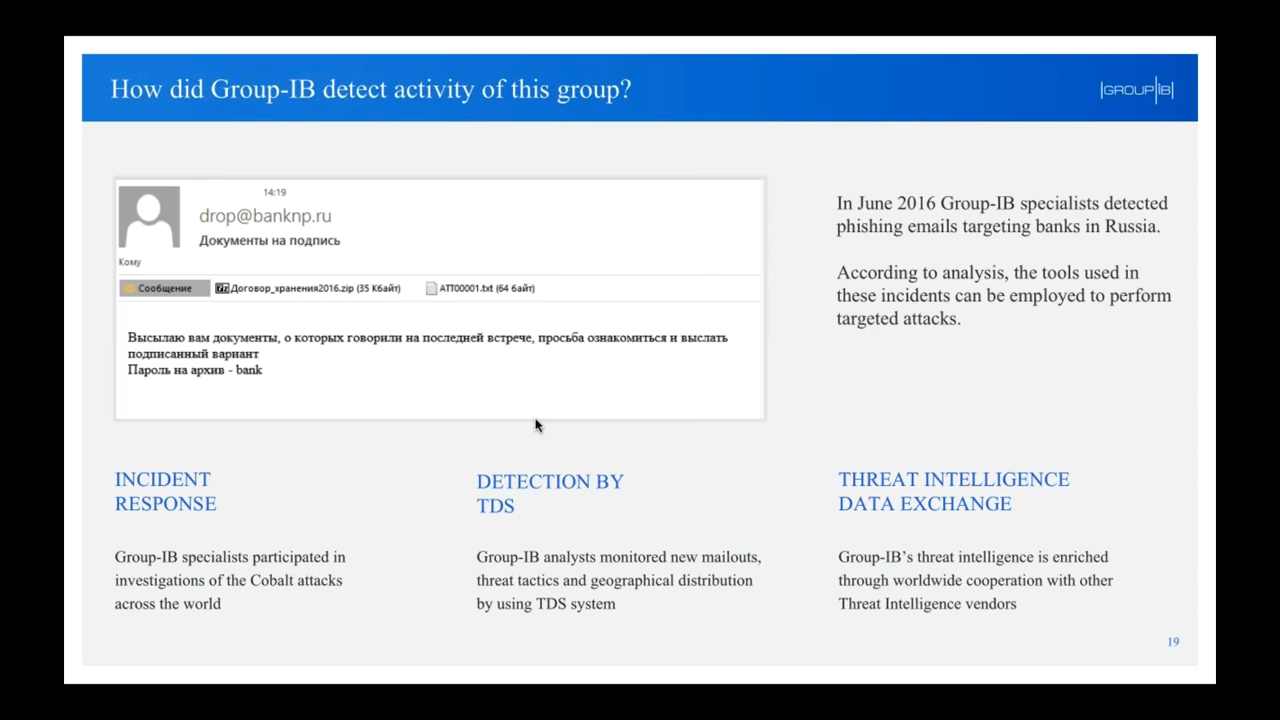 How did Group-IB detect activity of this group?
|GROUP|IB|
14:19
drop@banknp.ru
Документы на подпись
Кому
Сообщение
7z Договор_хранения2016.zip (35 Кбайт)
ATT00001.txt (64 байт)
Высылаю вам документы, о которых говорили на последней встрече, просьба ознакомиться и выслать
подписанный вариант
Пароль на архив - bank
In June 2016 Group-IB specialists detected
phishing emails targeting banks in Russia.
According to analysis, the tools used in
these incidents can be employed to perform
targeted attacks.
INCIDENT
RESPONSE
Group-IB specialists participated in
investigations of the Cobalt attacks
across the world
DETECTION BY
TDS
Group-IB analysts monitored new mailouts,
threat tactics and geographical distribution
by using TDS system
THREAT INTELLIGENCE
DATA EXCHANGE
Group-IB’s threat intelligence is enriched
through worldwide cooperation with other
Threat Intelligence vendors
19